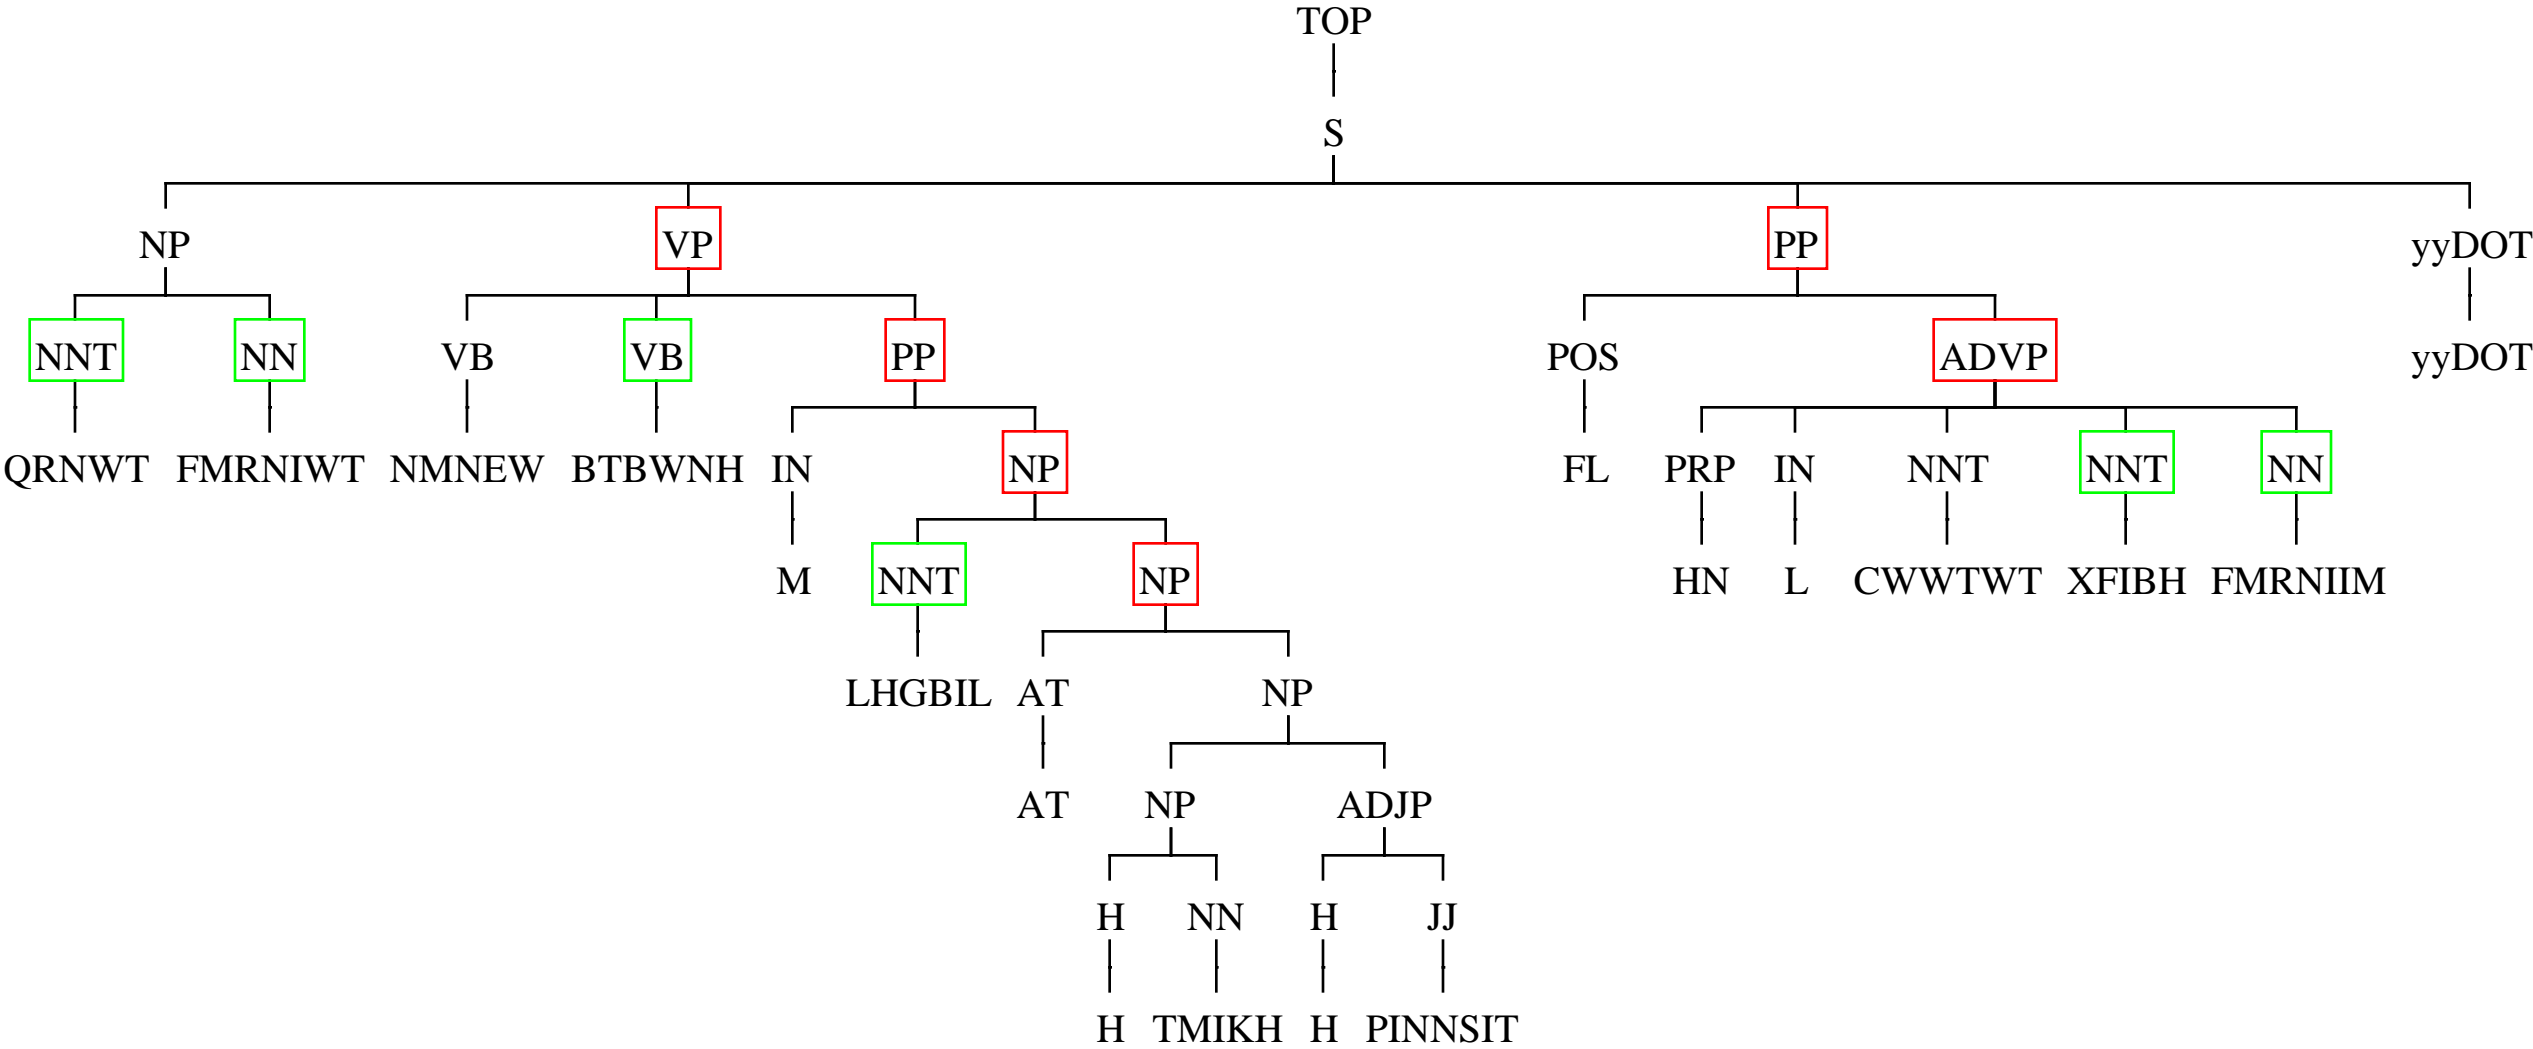 TOP
S
NP VP PP yyDOT
NNT NN VB VB PP POS ADVP yyDOT
QRNWT FMRNIWT NMNEW BTBWNH IN NP FL PRP IN NNT NNT NN
M NNT NP HN L CWWTWT XFIBH FMRNIIM
LHGBIL AT NP
AT NP ADJP
H NN H JJ
H TMIKH H PINNSIT